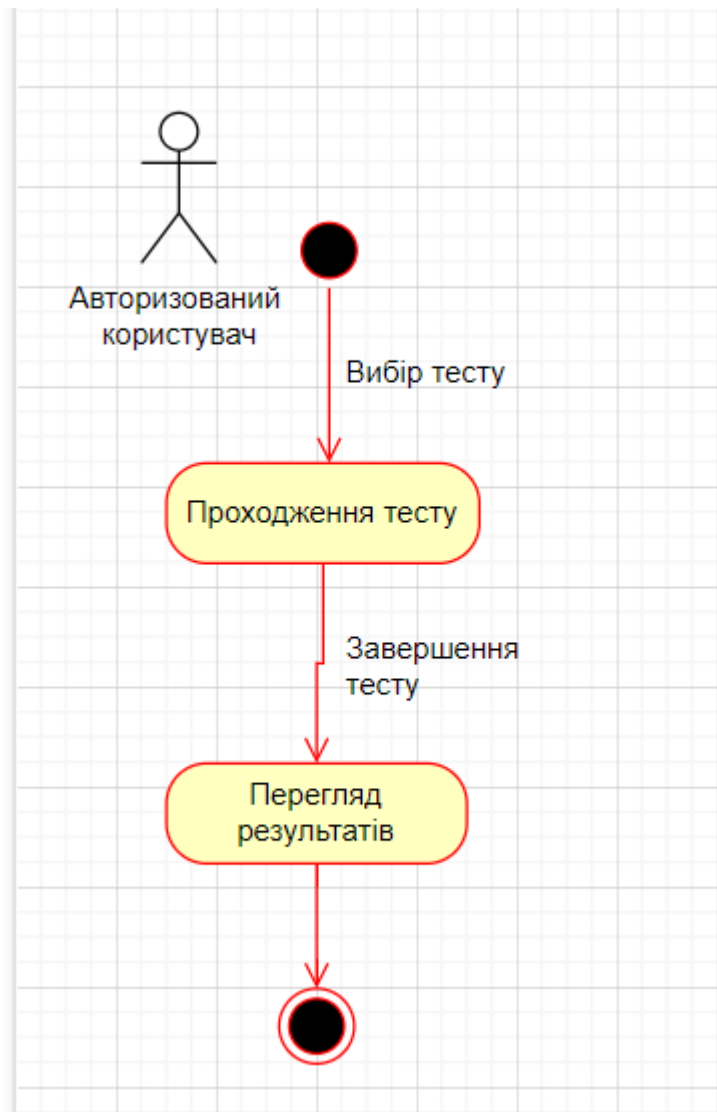 Авторизований
користувач
Вибір тесту
Проходження тесту
Завершення
тесту
Перегляд
результатів